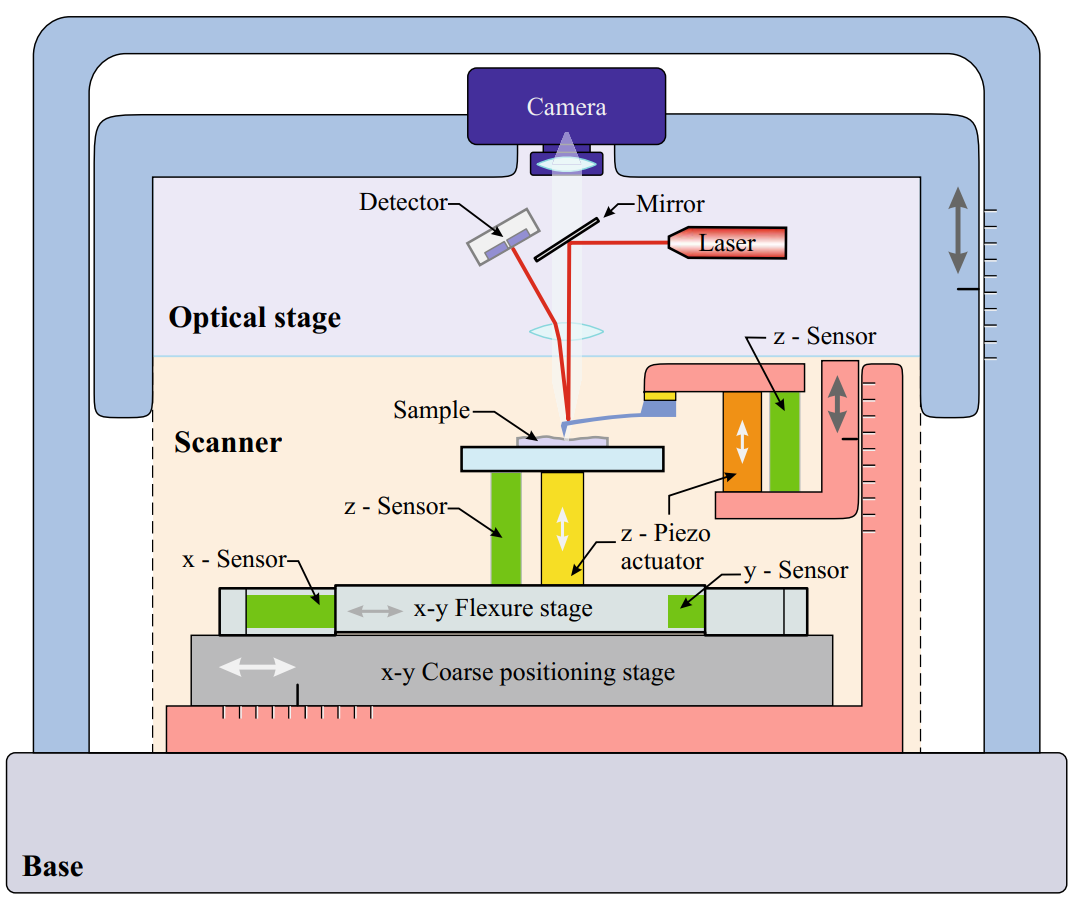 Camera
Detector
Mirror
Laser
Optical stage
z - Sensor
Sample
Scanner
z - Sensor
z - Piezo
actuator
x - Sensor
y - Sensor
x-y Flexure stage
x-y Coarse positioning stage
Base